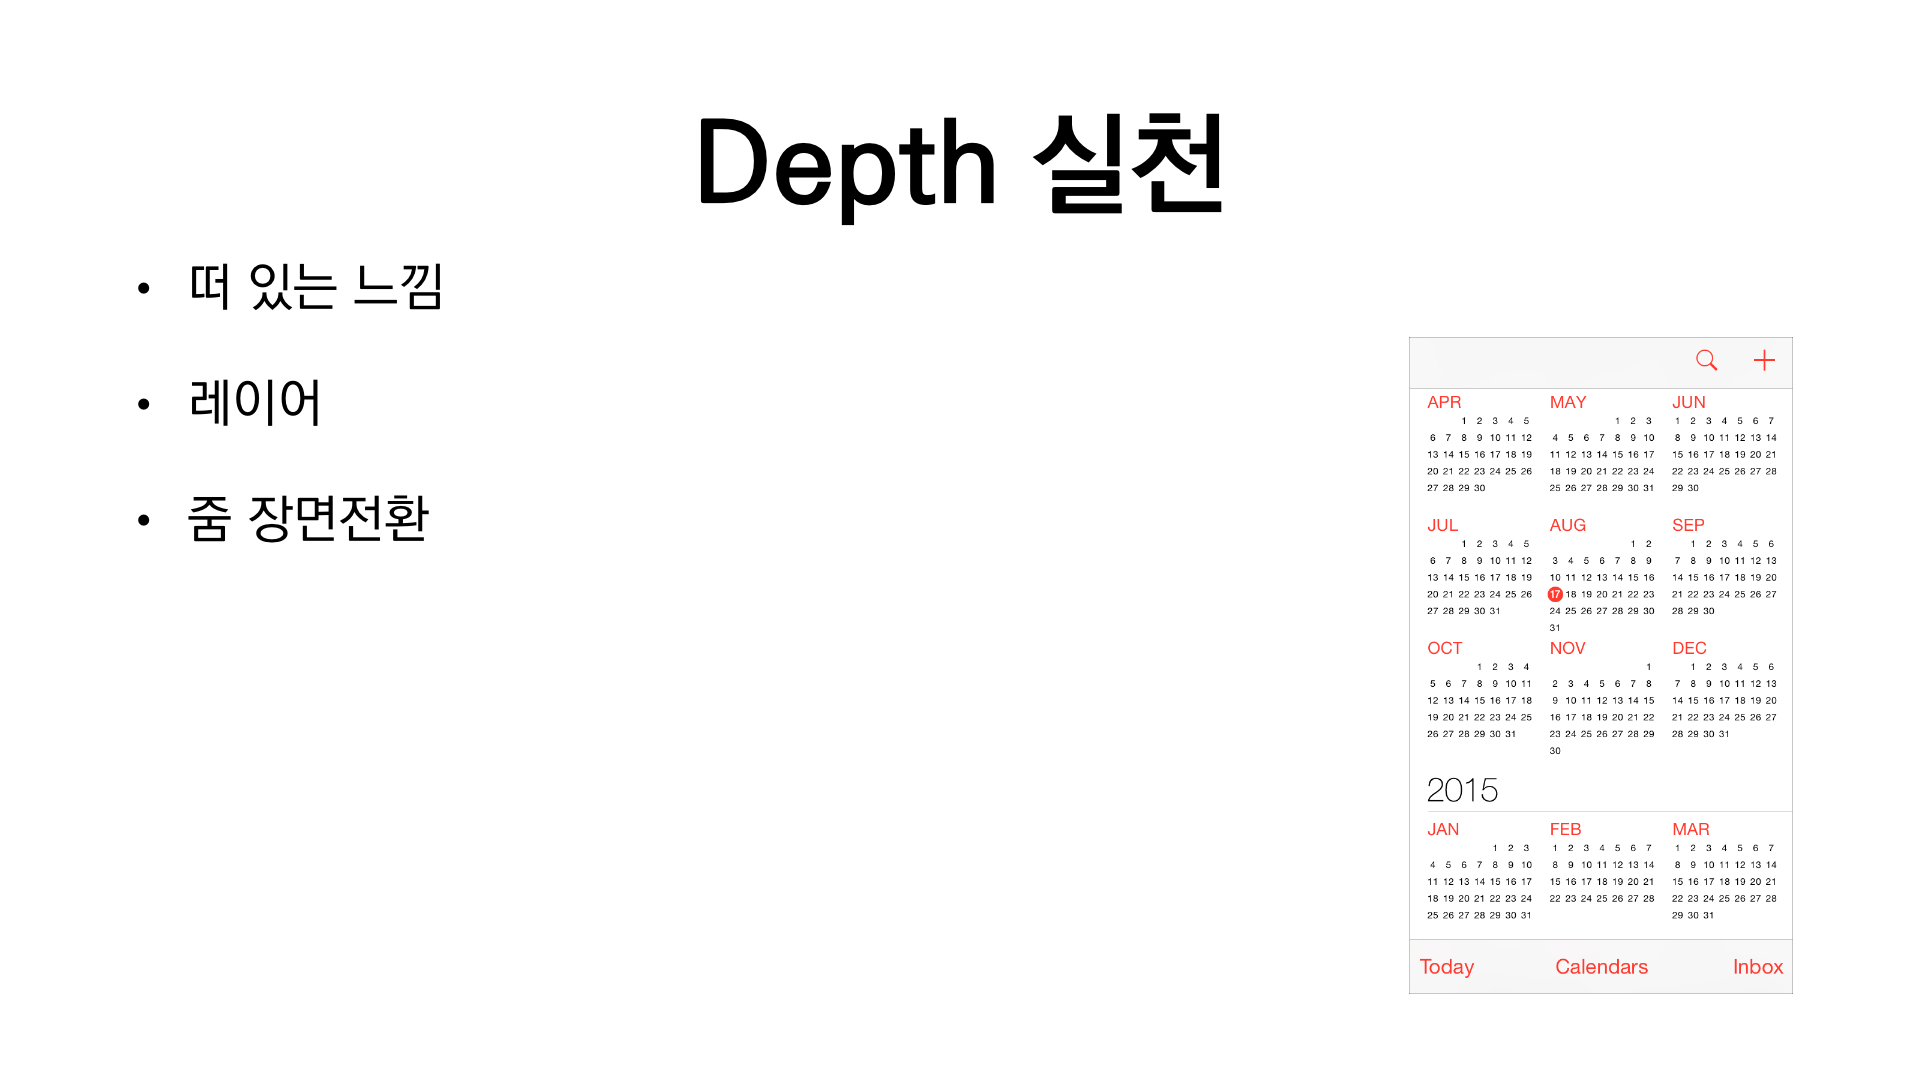 Depth 실천
• 떠 있는 느낌
• 레이어
• 줌 장면전환
APR MAY JUN
1 2 3 4 5 1 2 3 1 2 3 4 5 6 7
6 7 8 9 10 11 12 4 5 6 7 8 9 10 8 9 10 11 12 13 14
13 14 15 16 17 18 19 11 12 13 14 15 16 17 15 16 17 18 19 20 21
20 21 22 23 24 25 26 18 19 20 21 22 23 24 22 23 24 25 26 27 28
27 28 29 30 25 26 27 28 29 30 31 29 30
JUL AUG SEP
1 2 3 4 5 1 2 1 2 3 4 5 6
6 7 8 9 10 11 12 3 4 5 6 7 8 9 7 8 9 10 11 12 13
13 14 15 16 17 18 19 10 11 12 13 14 15 16 14 15 16 17 18 19 20
20 21 22 23 24 25 26 17 18 19 20 21 22 23 21 22 23 24 25 26 27
27 28 29 30 31 24 25 26 27 28 29 30 28 29 30
31
OCT NOV DEC
1 2 3 4 1 1 2 3 4 5 6
5 6 7 8 9 10 11 2 3 4 5 6 7 8 7 8 9 10 11 12 13
12 13 14 15 16 17 18 9 10 11 12 13 14 15 14 15 16 17 18 19 20
19 20 21 22 23 24 25 16 17 18 19 20 21 22 21 22 23 24 25 26 27
26 27 28 29 30 31 23 24 25 26 27 28 29 28 29 30 31
30
2015
JAN FEB MAR
1 2 3 1 2 3 4 5 6 7 1 2 3 4 5 6 7
4 5 6 7 8 9 10 8 9 10 11 12 13 14 8 9 10 11 12 13 14
11 12 13 14 15 16 17 15 16 17 18 19 20 21 15 16 17 18 19 20 21
18 19 20 21 22 23 24 22 23 24 25 26 27 28 22 23 24 25 26 27 28
25 26 27 28 29 30 31 29 30 31
Today Calendars Inbox